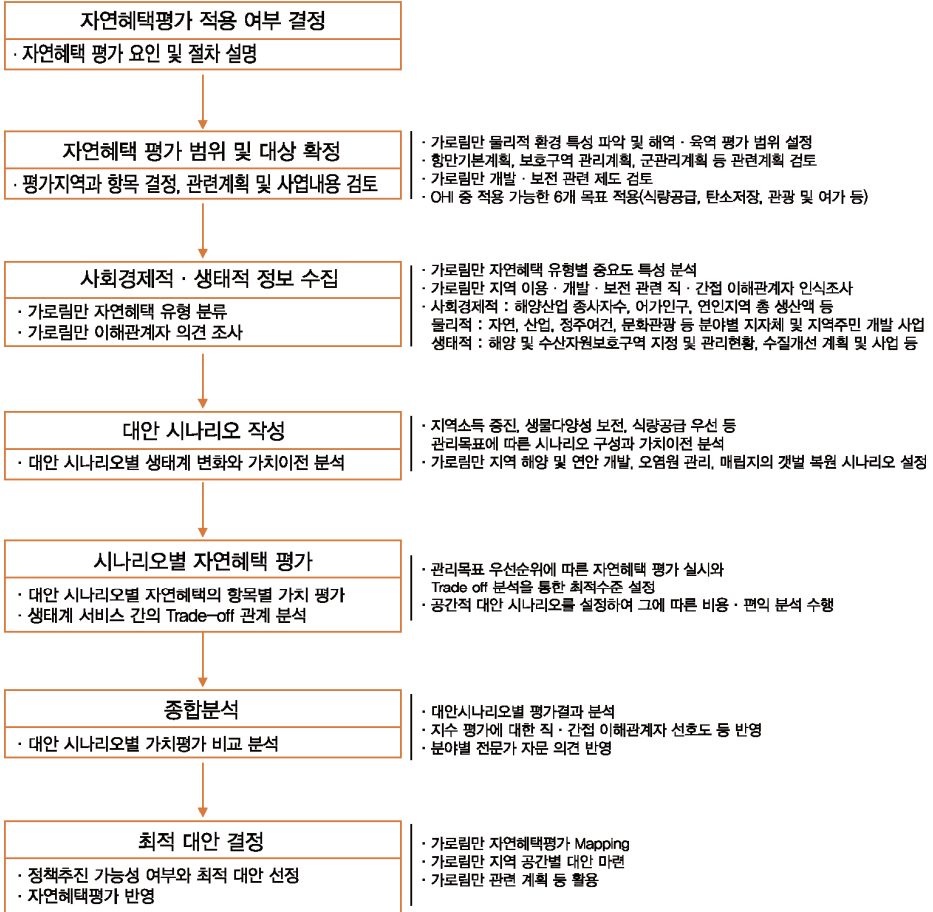 자연혜택평가 적용 여부 결정
· 자연혜택 평가 요인 및 절차 설명
자연혜택 평가 범위 및 대상 확정
· 평가지역과 항목 결정, 관련계획 및 사업내용 검토
· 가로림만 물리적 환경 특성 파악 및 해역 · 육역 평가 범위 설정
· 항만기본계획, 보호구역 관리계획, 군관리계획 등 관련계획 검토
· 가로림만 개발 · 보전 관련 제도 검토
· OHI 중 적용 가능한 6개 목표 적용(식량공급, 탄소저장, 관광 및 여가 등)
사회경제적 · 생태적 정보 수집
· 가로림만 자연혜택 유형 분류
· 가로림만 이해관계자 의견 조사
· 가로림만 자연혜택 유형별 중요도 특성 분석
· 가로림만 지역 이용 · 개발 · 보전 관련 직 · 간접 이해관계자 인식조사
· 사회경제적 : 해양산업 종사자수, 어가인구, 연인지역 총 생산액 등
물리적 : 자연, 산업, 정주여건, 문화관광 등 분야별 지자체 및 지역주민 개발 사업
생태적 : 해양 및 수산자원보호구역 지정 및 관리현황, 수질개선 계획 및 사업 등
대안 시나리오 작성
· 대안 시나리오별 생태계 변화와 가치이전 분석
· 지역소득 증진, 생물다양성 보전, 식량공급 우선 등
관리목표에 따른 시나리오 구성과 가치이전 분석
· 가로림만 지역 해양 및 연안 개발, 오염원 관리, 매립지의 갯벌 복원 시나리오 설정
시나리오별 자연혜택 평가
· 대안 시나리오별 자연혜택의 항목별 가치 평가
· 생태계 서비스 간의 Trade-off 관계 분석
· 관리목표 우선순위에 따른 자연혜택 평가 실시와
Trade off 분석을 통한 최적수준 설정
· 공간적 대안 시나리오를 설정하여 그에 따른 비용 · 편익 분석 수행
종합분석
· 대안 시나리오별 가치평가 비교 분석
· 대안시나리오별 평가결과 분석
· 지수 평가에 대한 직 · 간접 이해관계자 선호도 등 반영
· 분야별 전문가 자문 의견 반영
최적 대안 결정
· 정책추진 가능성 여부와 최적 대안 선정
· 자연혜택평가 반영
· 가로림만 자연혜택평가 Mapping
· 가로림만 지역 공간별 대안 마련
· 가로림만 관련 계획 등 활용